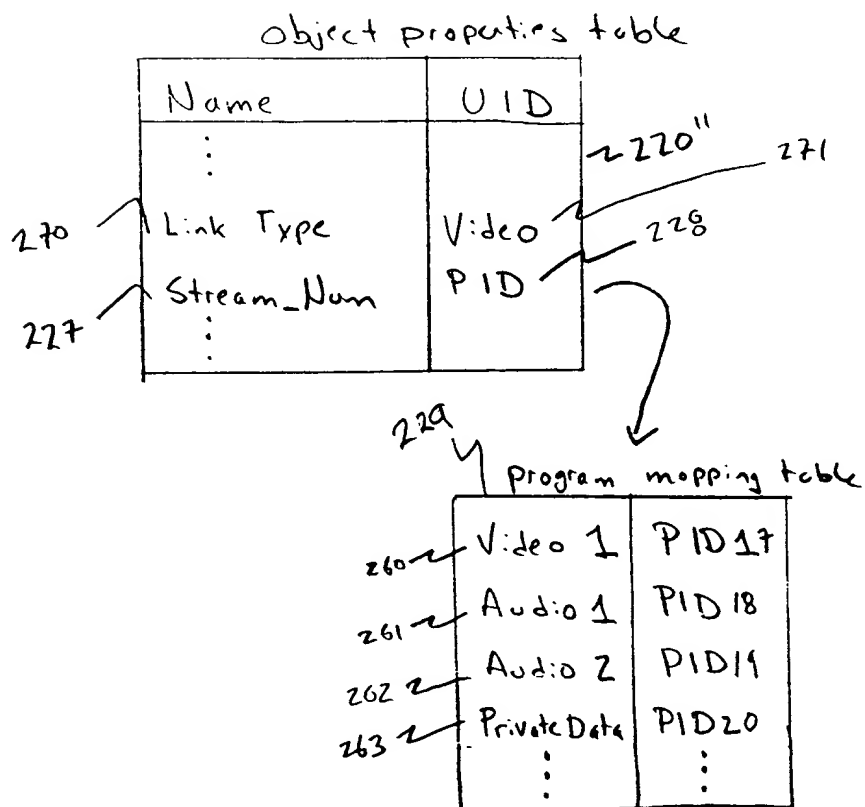 object properties table
Name UID
220"
271
270
Link Type Video
228
Stream_Num PID
227
229
program mapping table
260 Video 1 PID 17
261 Audio 1 PID 18
262 Audio 2 PID 19
263 Private Data PID 20